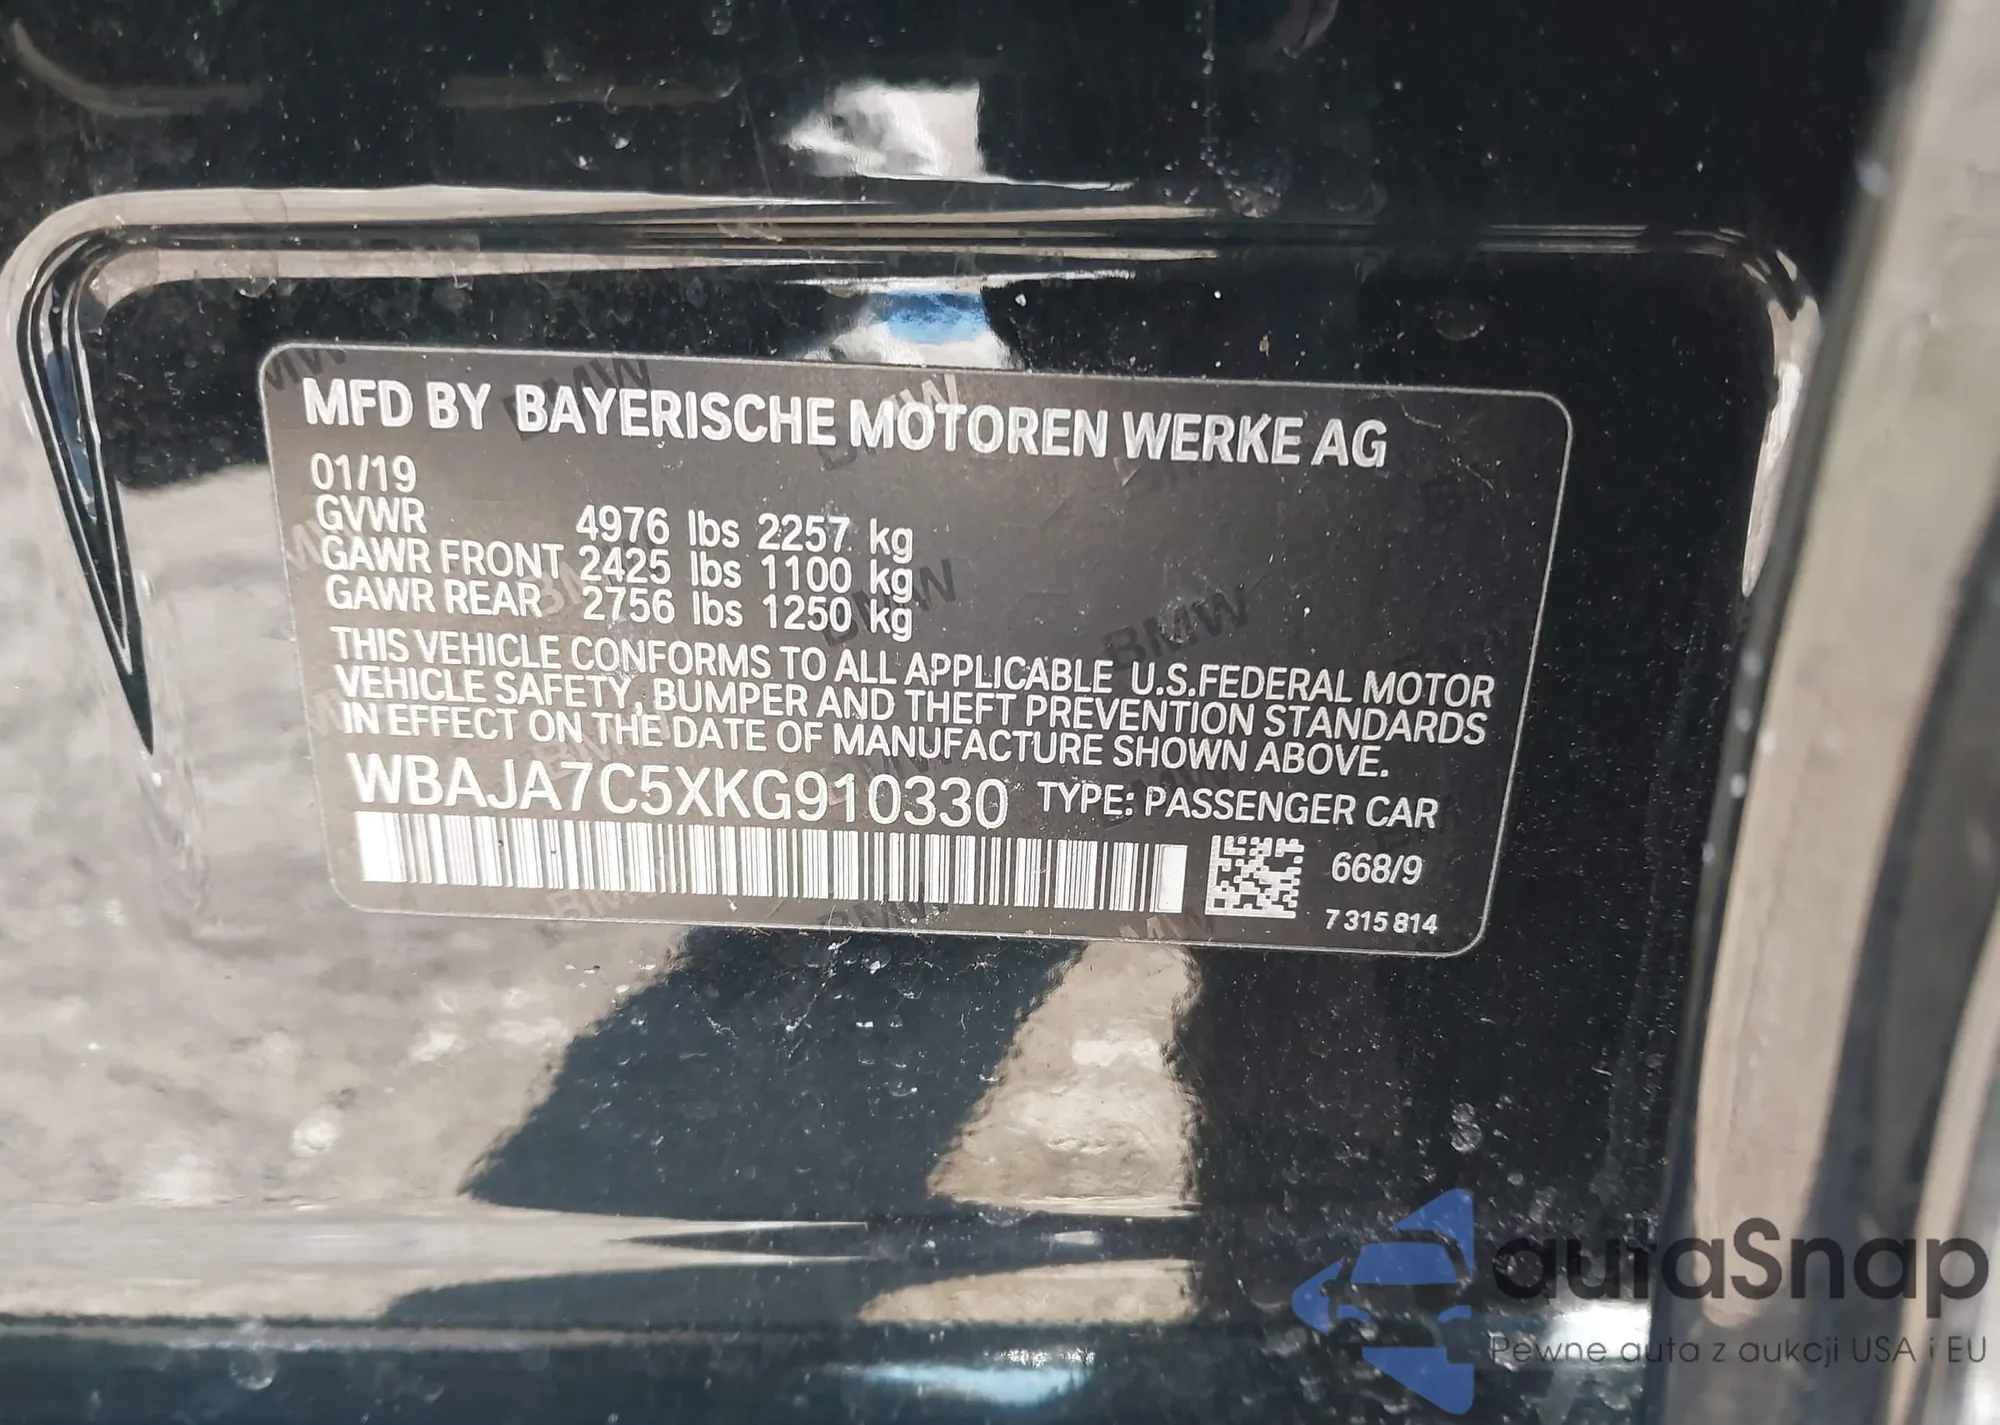 MFD BY BAYERISCHE MOTOREN WERKE AG
01/19
GVWR 4976 lbs 2257 kg
GAWR FRONT 2425 lbs 1100 kg
GAWR REAR 2756 lbs 1250 kg
THIS VEHICLE CONFORMS TO ALL APPLICABLE U.S.FEDERAL MOTOR
VEHICLE SAFETY, BUMPER AND THEFT PREVENTION STANDARDS
IN EFFECT ON THE DATE OF MANUFACTURE SHOWN ABOVE.
WBAJA7C5XKG910330 TYPE: PASSENGER CAR
668/9
7 315 814
autaSnap
Pewne auta z aukcji USA i EU